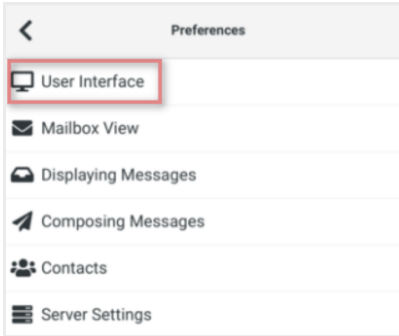 Preferences
User Interface
Mailbox View
Displaying Messages
Composing Messages
Contacts
Server Settings